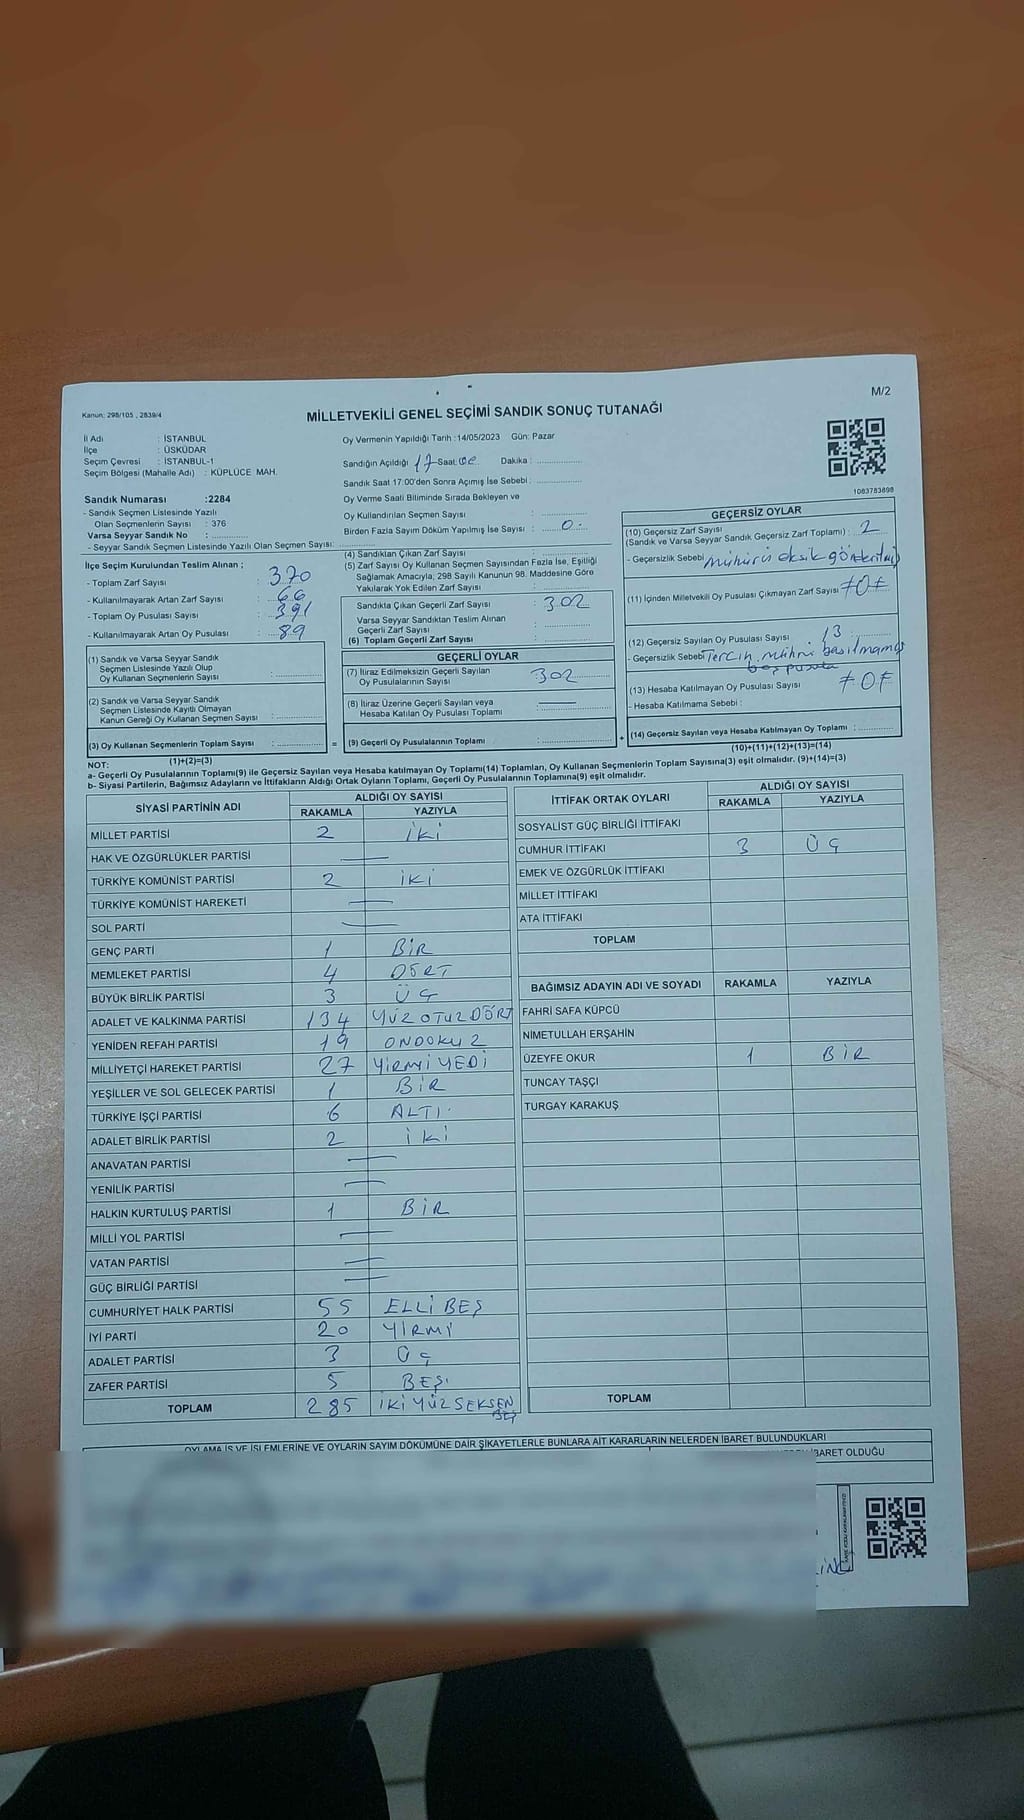 M/2
Kanun: 298/105 , 2839/4
MİLLETVEKİLİ GENEL SEÇİMİ SANDIK SONUÇ TUTANAĞI
İl Adı : İSTANBUL
İlçe : ÜSKÜDAR
Seçim Çevresi : İSTANBUL-1
Seçim Bölgesi (Mahalle Adı) : KÜPLÜCE MAH.
Sandık Numarası :2284
- Sandık Seçmen Listesinde Yazılı
Olan Seçmenlerin Sayısı : 376
Varsa Seyyar Sandık No :
- Seyyar Sandık Seçmen Listesinde Yazılı Olan Seçmen Sayısı:
Oy Vermenin Yapıldığı Tarih :14/05/2023 Gün: Pazar
Sandığın Açıldığı 17 Saat: Dakika :
Sandık Saat 17:00'den Sonra Açımış İse Sebebi :
Oy Verme Saati Bitiminde Sırada Bekleyen ve
Oy Kullandırılan Seçmen Sayısı :
Birden Fazla Sayım Döküm Yapılmış İse Sayısı : 0
1083783898
İlçe Seçim Kurulundan Teslim Alınan ;
- Toplam Zarf Sayısı : 370
- Kullanılmayarak Artan Zarf Sayısı : 66
- Toplam Oy Pusulası Sayısı : 391
- Kullanılmayarak Artan Oy Pusulası : 89
(1) Sandık ve Varsa Seyyar Sandık
Seçmen Listesinde Yazılı Olup
Oy Kullanan Seçmenlerin Sayısı :
(2) Sandık ve Varsa Seyyar Sandık
Seçmen Listesinde Kayıtlı Olmayan
Kanun Gereği Oy Kullanan Seçmen Sayısı :
(3) Oy Kullanan Seçmenlerin Toplam Sayısı :
(1)+(2)=(3)
(4) Sandıktan Çıkan Zarf Sayısı :
(5) Zarf Sayısı Oy Kullanan Seçmen Sayısından Fazla İse, Eşitliği
Sağlamak Amacıyla, 298 Sayılı Kanunun 98. Maddesine Göre
Yakılarak Yok Edilen Zarf Sayısı :
Sandıkta Çıkan Geçerli Zarf Sayısı : 302
Varsa Seyyar Sandıktan Teslim Alınan
Geçerli Zarf Sayısı :
(6) Toplam Geçerli Zarf Sayısı :
GEÇERLİ OYLAR
(7) İtiraz Edilmeksizin Geçerli Sayılan
Oy Pusulalarının Sayısı : 302
(8) İtiraz Üzerine Geçerli Sayılan veya
Hesaba Katılan Oy Pusulası Toplamı :
= (9) Geçerli Oy Pusulalarının Toplamı :
GEÇERSİZ OYLAR
(10) Geçersiz Zarf Sayısı
(Sandık ve Varsa Seyyar Sandık Geçersiz Zarf Toplamı) : 2
- Geçersizlik Sebebi mührü eksik gönderilmiş
(11) İçinden Milletvekili Oy Pusulası Çıkmayan Zarf Sayısı ≠0≠
(12) Geçersiz Sayılan Oy Pusulası Sayısı : 13
- Geçersizlik Sebebi Tercih mührü basılmamış
boş pusula
(13) Hesaba Katılmayan Oy Pusulası Sayısı ≠0≠
- Hesaba Katılmama Sebebi :
+ (14) Geçersiz Sayılan veya Hesaba Katılmayan Oy Toplamı :
(10)+(11)+(12)+(13)=(14)
NOT:
a- Geçerli Oy Pusulalarının Toplamı(9) ile Geçersiz Sayılan veya Hesaba katılmayan Oy Toplamı(14) Toplamları, Oy Kullanan Seçmenlerin Toplam Sayısına(3) eşit olmalıdır. (9)+(14)=(3)
b- Siyasi Partilerin, Bağımsız Adayların ve İttifakların Aldığı Ortak Oyların Toplamı, Geçerli Oy Pusulalarının Toplamına(9) eşit olmalıdır.
SİYASİ PARTİNİN ADI ALDIĞI OY SAYISI
RAKAMLA YAZIYLA
MİLLET PARTİSİ 2 İKİ
HAK VE ÖZGÜRLÜKLER PARTİSİ —
TÜRKİYE KOMÜNİST PARTİSİ 2 İKİ
TÜRKİYE KOMÜNİST HAREKETİ —
SOL PARTİ —
GENÇ PARTİ 1 BİR
MEMLEKET PARTİSİ 4 DÖRT
BÜYÜK BİRLİK PARTİSİ 3 ÜÇ
ADALET VE KALKINMA PARTİSİ 134 YÜZ OTUZ DÖRT
YENİDEN REFAH PARTİSİ 19 ONDOKUZ
MİLLİYETÇİ HAREKET PARTİSİ 27 YİRMİ YEDİ
YEŞİLLER VE SOL GELECEK PARTİSİ 1 BİR
TÜRKİYE İŞÇİ PARTİSİ 6 ALTI
ADALET BİRLİK PARTİSİ 2 İKİ
ANAVATAN PARTİSİ —
YENİLİK PARTİSİ —
HALKIN KURTULUŞ PARTİSİ 1 BİR
MİLLİ YOL PARTİSİ —
VATAN PARTİSİ —
GÜÇ BİRLİĞİ PARTİSİ —
CUMHURİYET HALK PARTİSİ 55 ELLİ BEŞ
İYİ PARTİ 20 YİRMİ
ADALET PARTİSİ 3 ÜÇ
ZAFER PARTİSİ 5 BEŞ
TOPLAM 285 İKİ YÜZ SEKSEN
BEŞ
İTTİFAK ORTAK OYLARI ALDIĞI OY SAYISI
RAKAMLA YAZIYLA
SOSYALİST GÜÇ BİRLİĞİ İTTİFAKI
CUMHUR İTTİFAKI 3 ÜÇ
EMEK VE ÖZGÜRLÜK İTTİFAKI
MİLLET İTTİFAKI
ATA İTTİFAKI
TOPLAM
BAĞIMSIZ ADAYIN ADI VE SOYADI RAKAMLA YAZIYLA
FAHRİ SAFA KÜPCÜ
NİMETULLAH ERŞAHİN
ÜZEYFE OKUR 1 BİR
TUNCAY TAŞÇI
TURGAY KARAKUŞ
TOPLAM
OYLAMA İŞ VE İŞLEMLERİNE VE OYLARIN SAYIM DÖKÜMÜNE DAİR ŞİKAYETLERLE BUNLARA AİT KARARLARIN NELERDEN İBARET BULUNDUKLARI
İBARET OLDUĞU